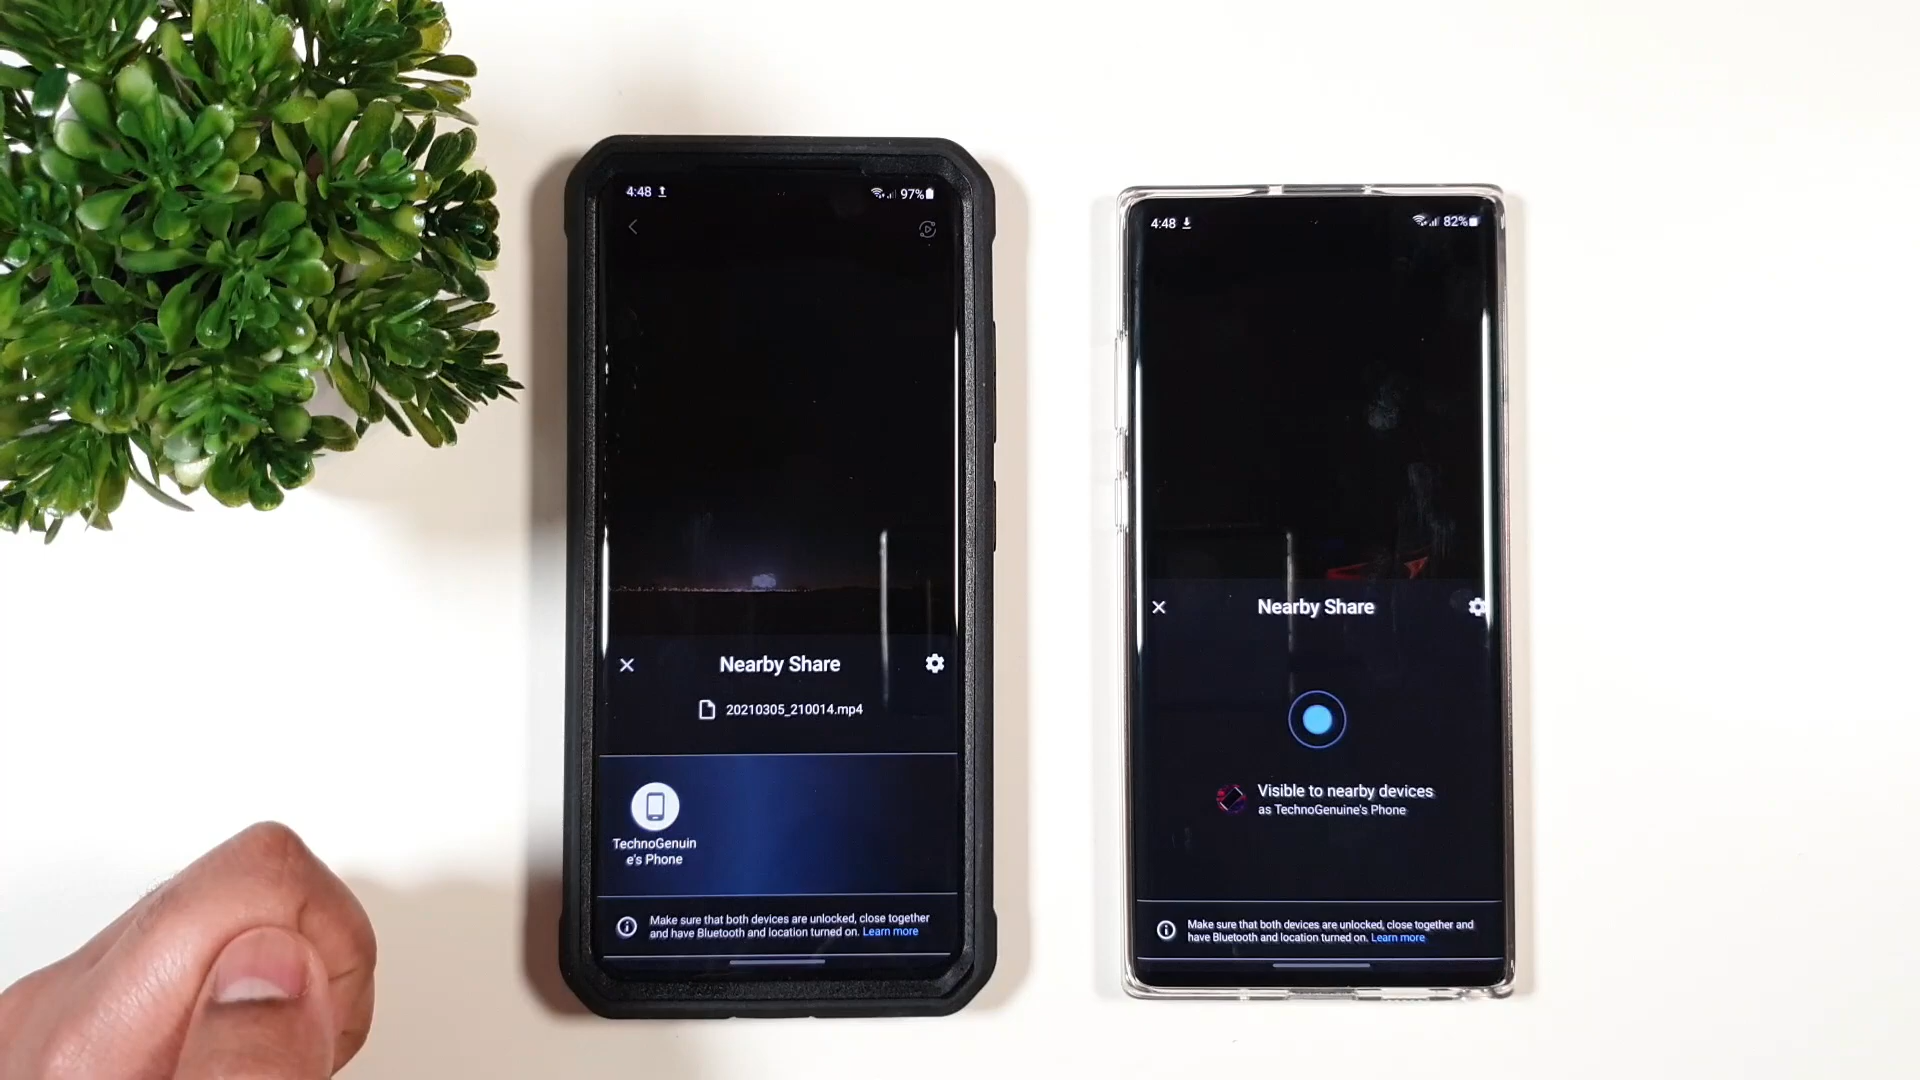 4:48
97%
Nearby Share
20210305_210014.mp4
TechnoGenuin
e's Phone
Make sure that both devices are unlocked, close together
and have Bluetooth and location turned on. Learn more
4:48
82%
Nearby Share
Visible to nearby devices
as TechnoGenuine's Phone
Make sure that both devices are unlocked, close together and
have Bluetooth and location turned on. Learn more